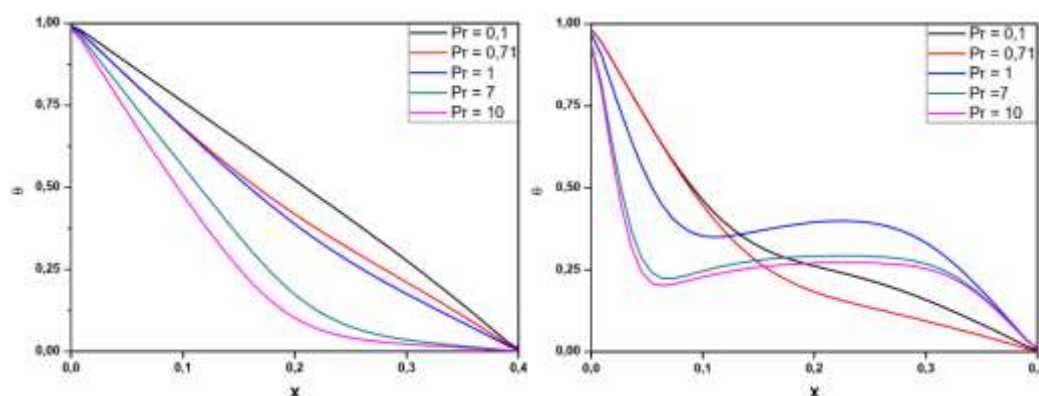 1,00
0,75
0,50
0,25
0,00
θ
0,0
0,1
0,2
0,3
0,4
x
Pr = 0,1
Pr = 0,71
Pr = 1
Pr = 7
Pr = 10
1,00
0,75
0,50
0,25
0,00
θ
0,0
0,1
0,2
0,3
x
Pr = 0,1
Pr = 0,71
Pr = 1
Pr =7
Pr = 10